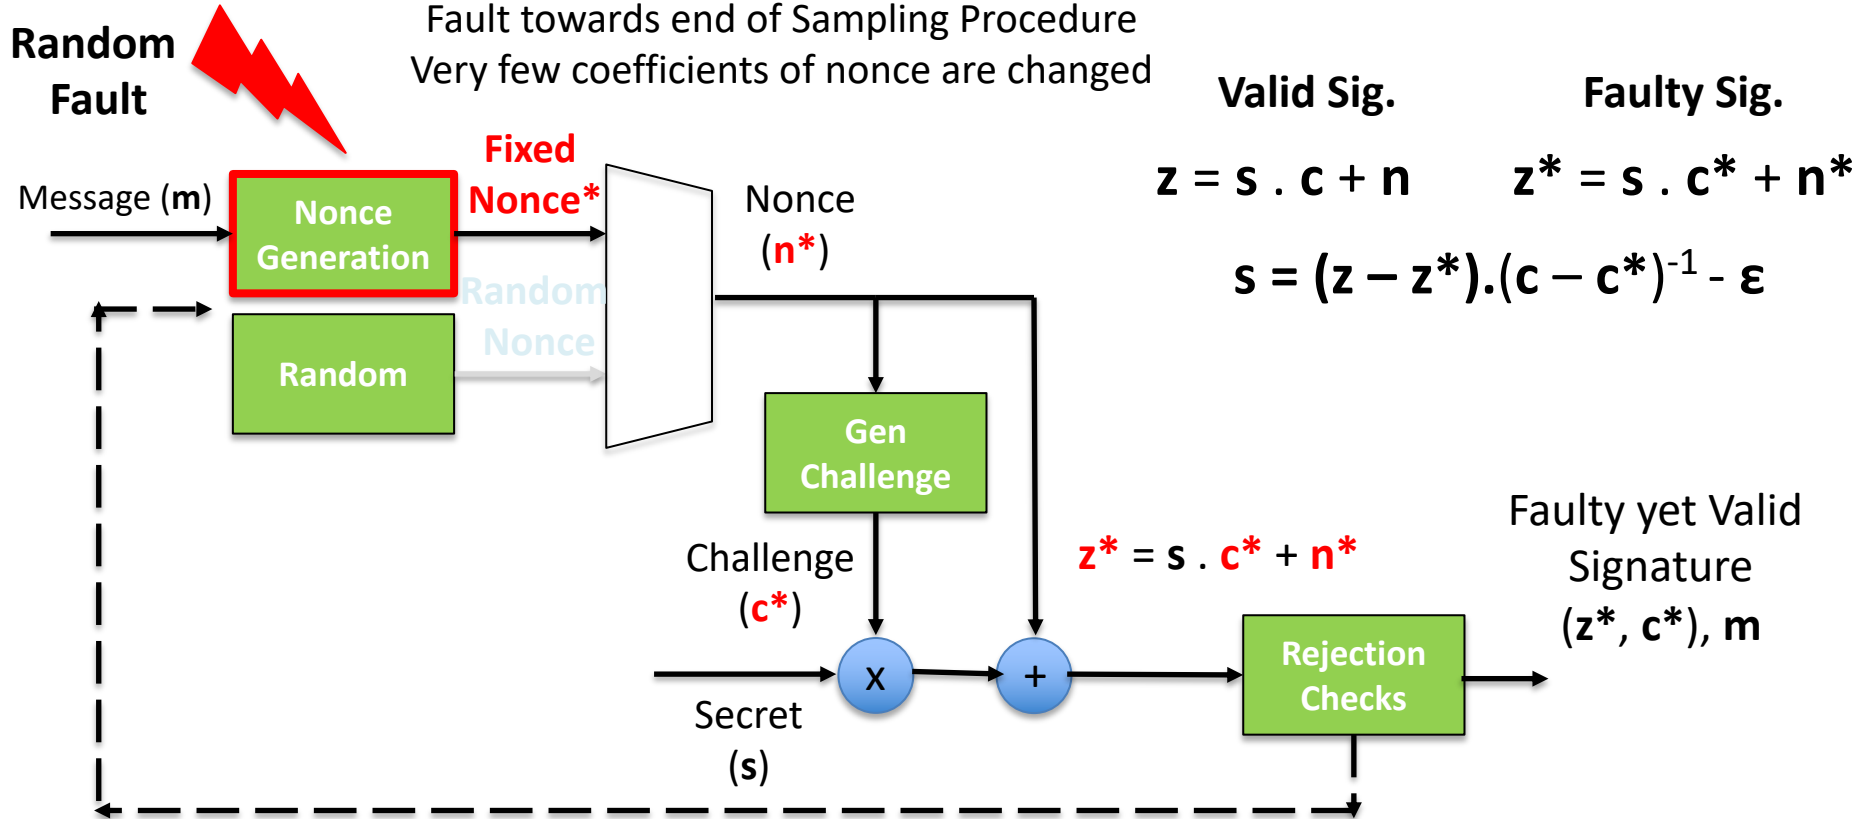 Fault towards end of Sampling Procedure
Very few coefficients of nonce are changed
Random
Fault
Valid Sig.
Faulty Sig.
z = s . c + n
z* = s . c* + n*
s = (z – z*).(c – c*)⁻¹ - ε
Message (m)
Nonce
Generation
Fixed
Nonce*
Random
Nonce
Random
Nonce
(n*)
Gen
Challenge
Challenge
(c*)
z* = s . c* + n*
Secret
(s)
x
+
Rejection
Checks
Faulty yet Valid
Signature
(z*, c*), m